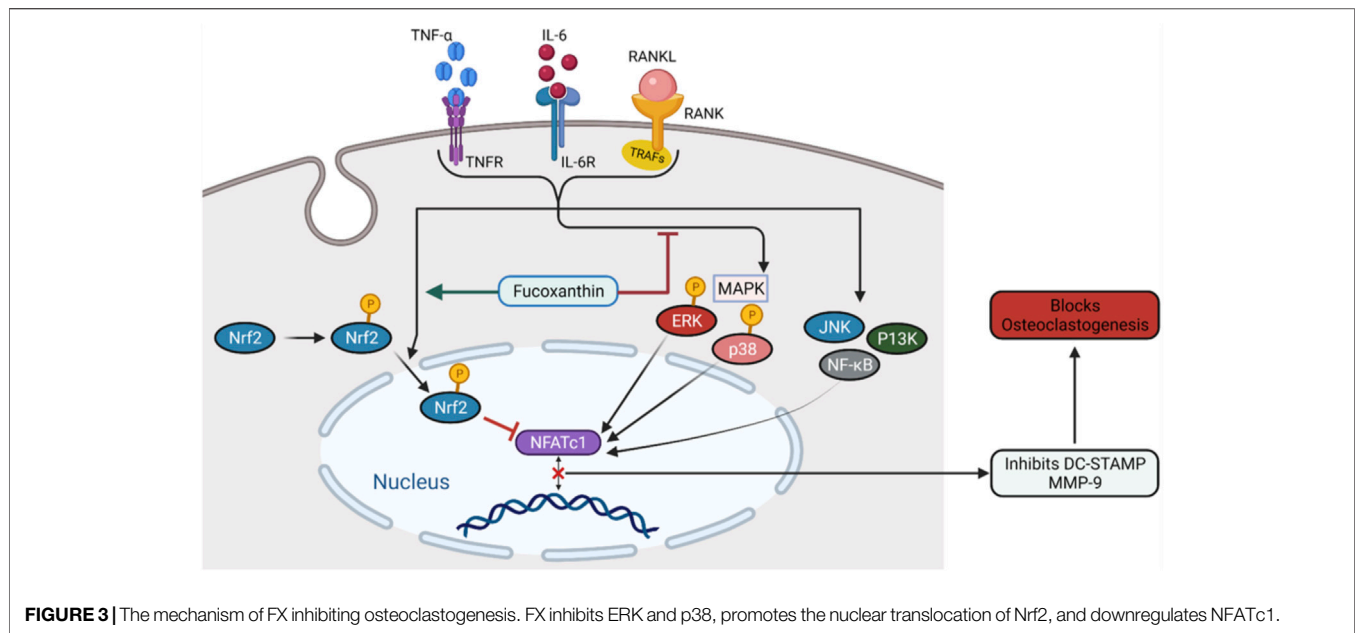 TNF-α
IL-6
RANKL
RANK
TRAFs
TNFR
IL-6R
Fucoxanthin
P
MAPK
P
Nrf2
Nrf2
ERK
P
p38
JNK
P13K
NF-κB
Blocks
Osteoclastogenesis
P
Nrf2
NFATc1
Nucleus
Inhibits DC-STAMP
MMP-9
FIGURE 3 | The mechanism of FX inhibiting osteoclastogenesis. FX inhibits ERK and p38, promotes the nuclear translocation of Nrf2, and downregulates NFATc1.